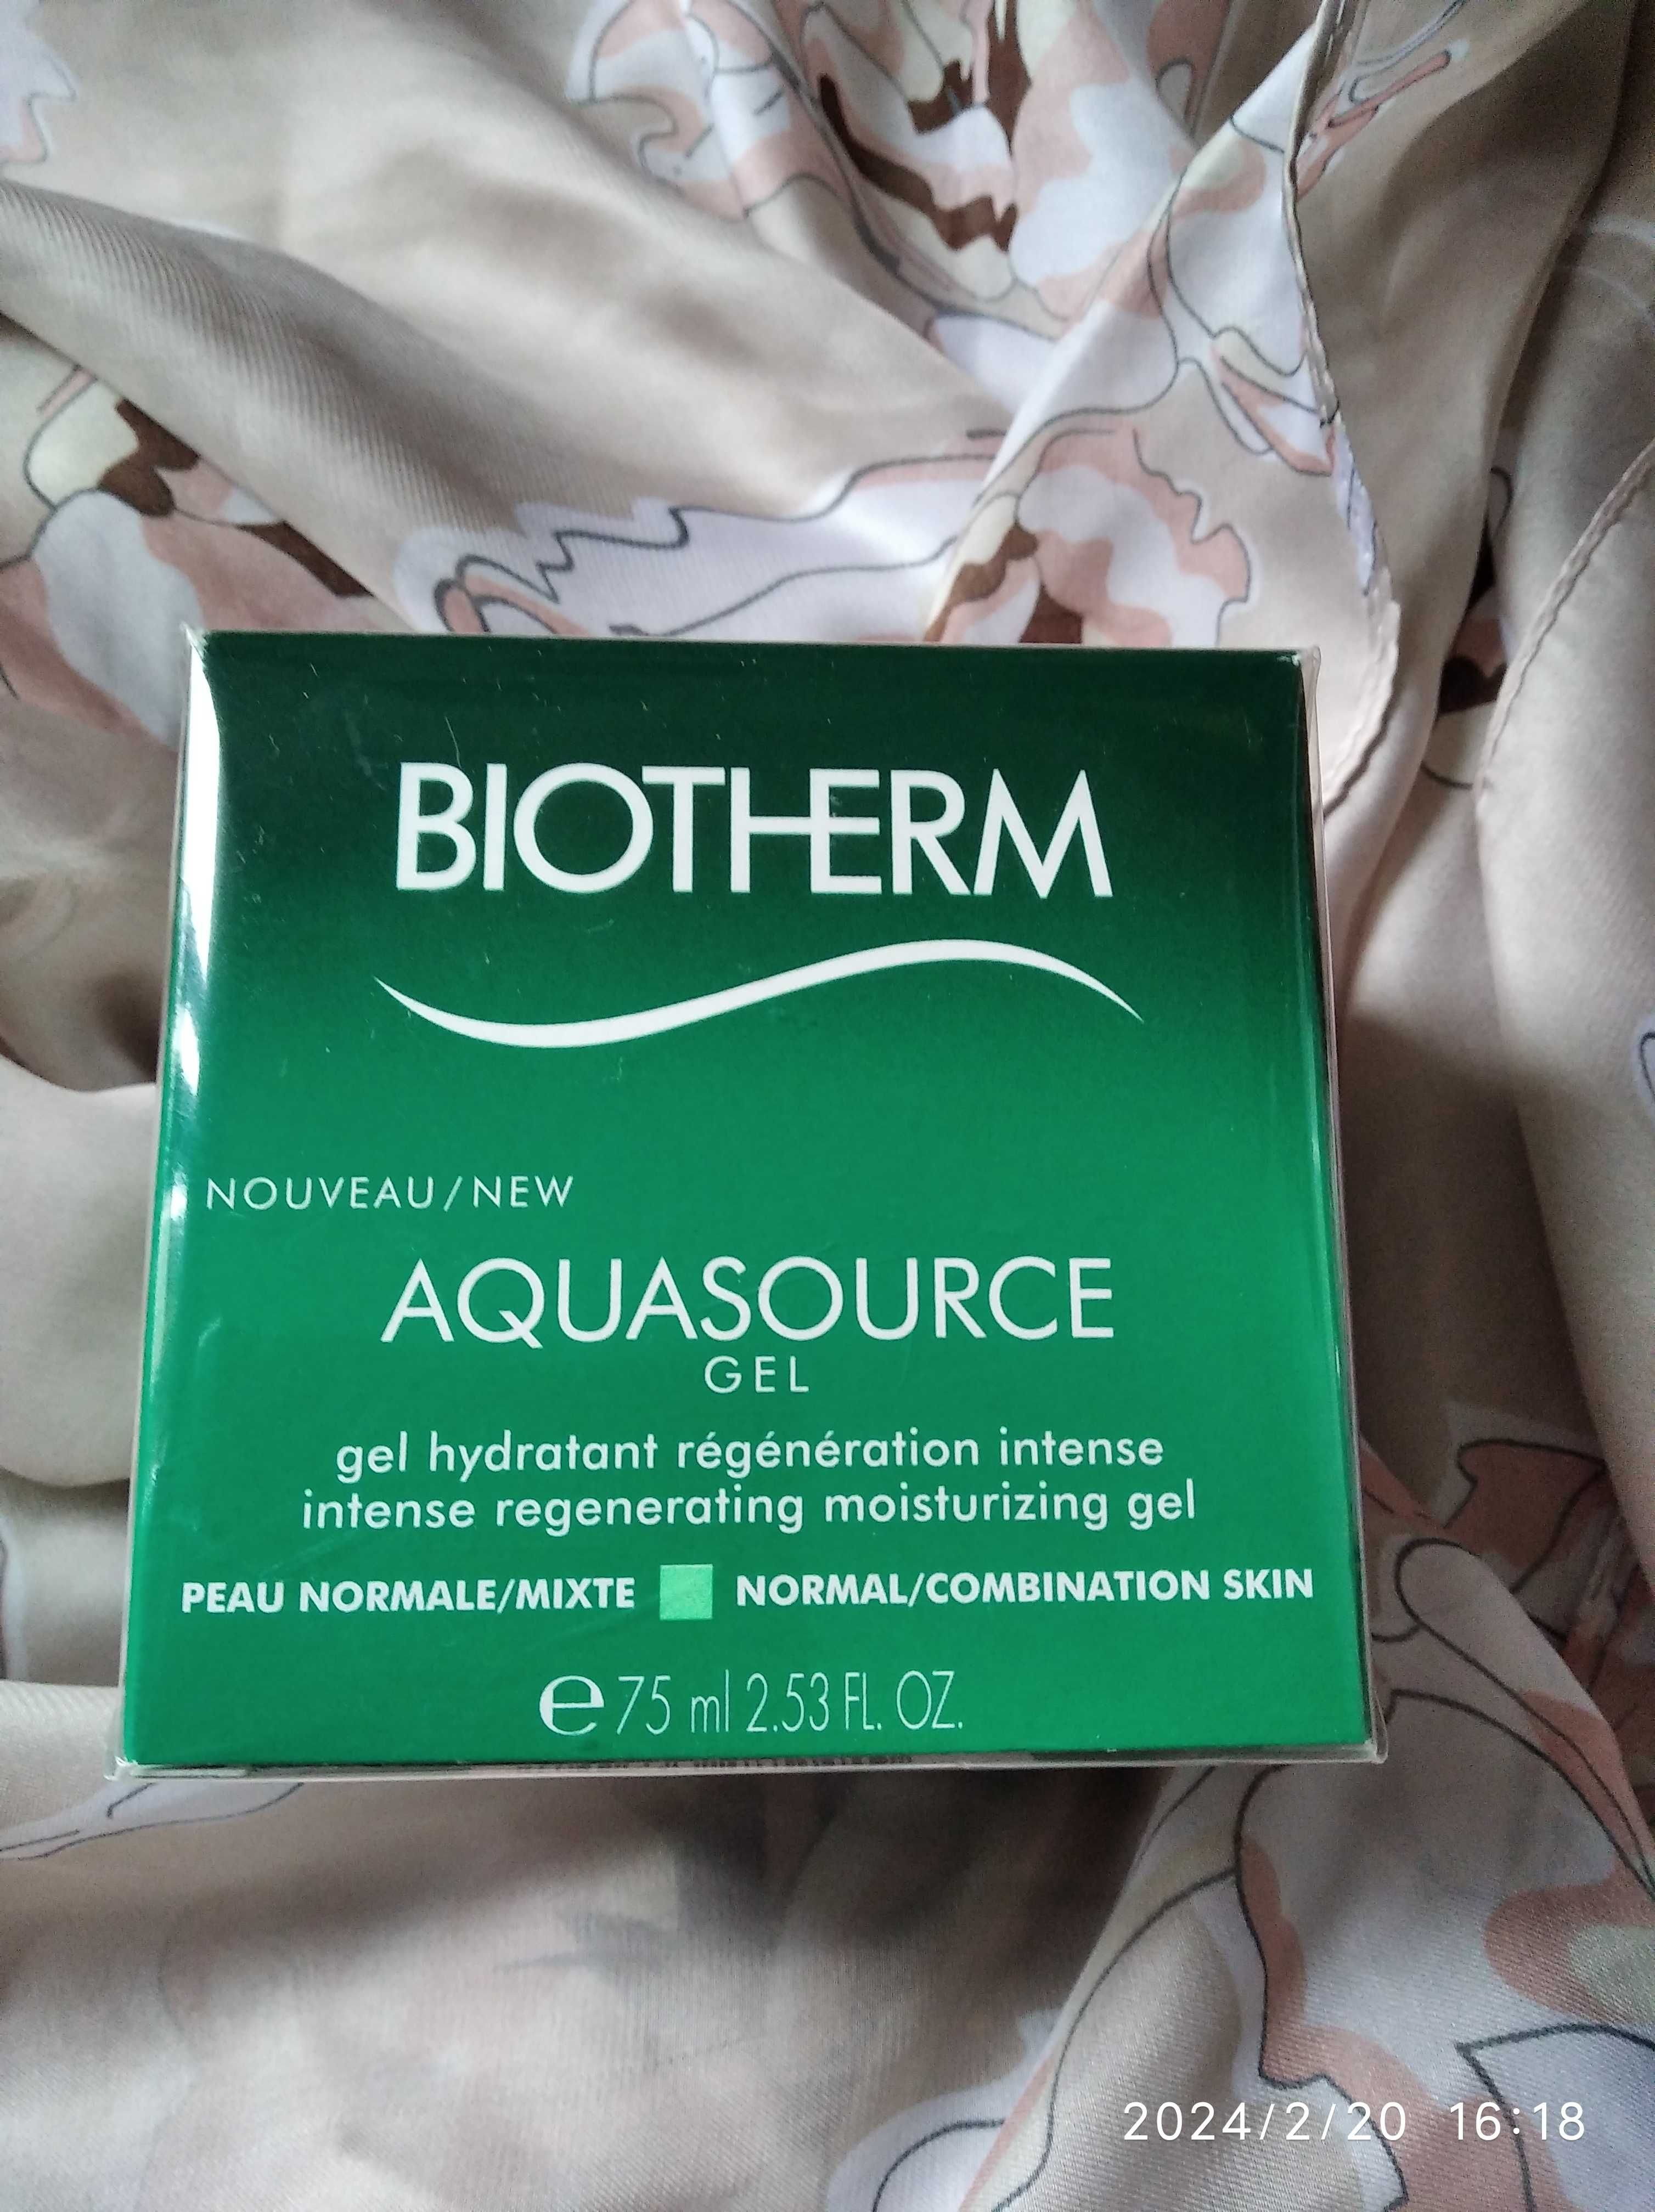 BIOTHERM
NOUVEAU/NEW
AQUASOURCE
GEL
gel hydratant régénération intense
intense regenerating moisturizing gel
PEAU NORMALE/MIXTE NORMAL/COMBINATION SKIN
℮ 75 ml 2.53 FL. OZ.
2024/2/20 16:18